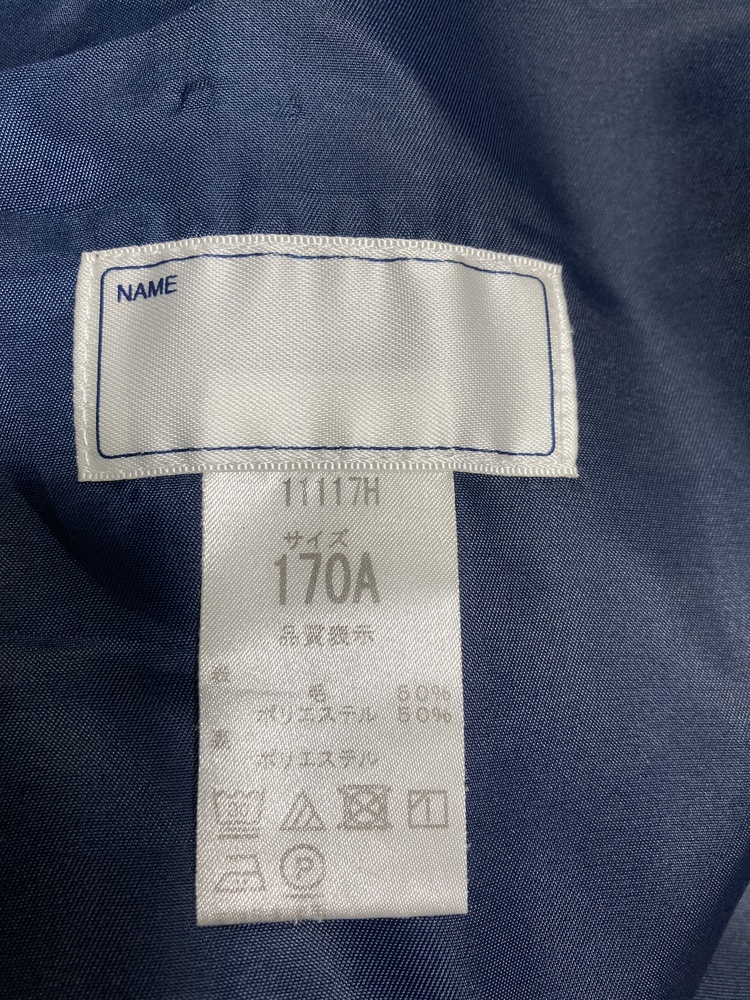 NAME
11117H
サイズ
170A
品質表示
表
毛 50%
ポリエステル 50%
裏
ポリエステル
P